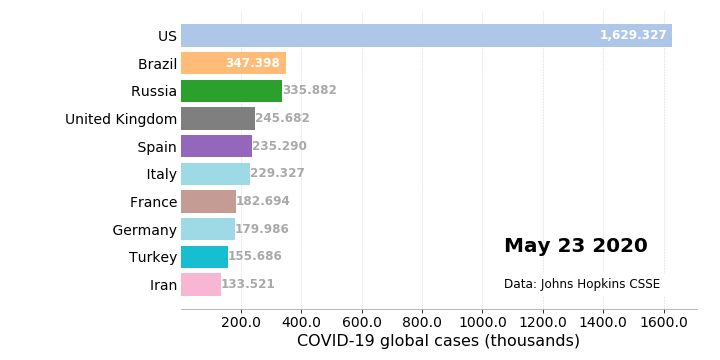 US 1,629.327
Brazil 347.398
Russia 335.882
United Kingdom 245.682
Spain 235.290
Italy 229.327
France 182.694
Germany 179.986
Turkey 155.686
Iran 133.521
May 23 2020
Data: Johns Hopkins CSSE
200.0 400.0 600.0 800.0 1000.0 1200.0 1400.0 1600.0
COVID-19 global cases (thousands)